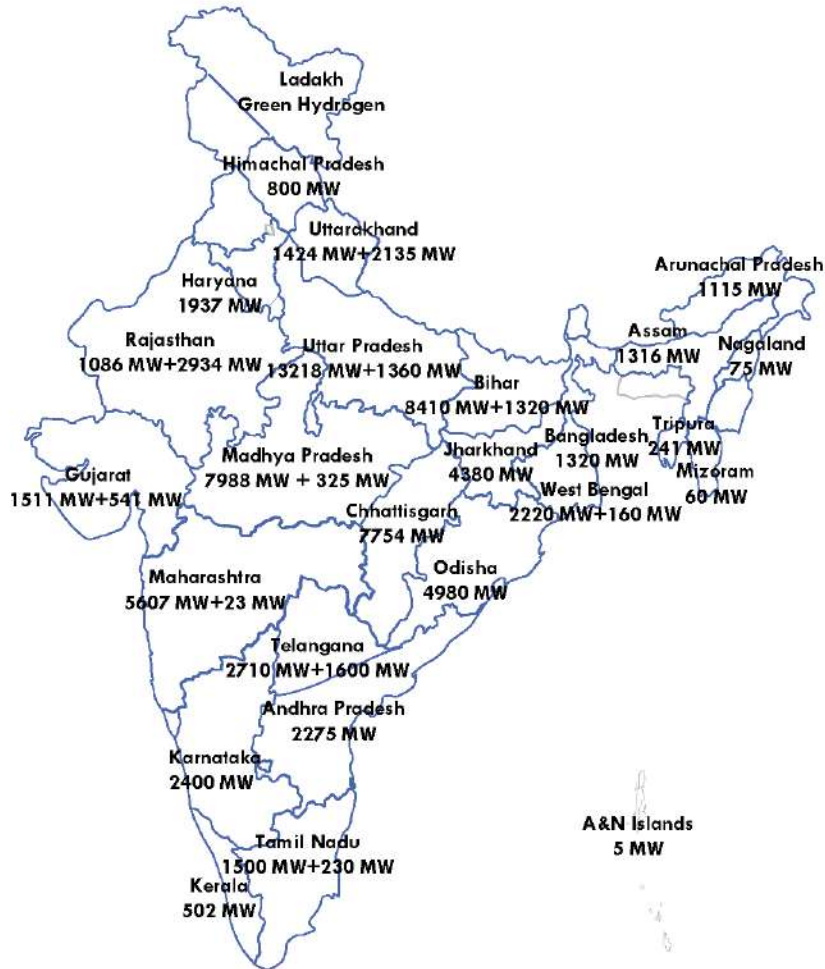 Ladakh
Green Hydrogen
Himachal Pradesh
800 MW
Uttarakhand
1424 MW+2135 MW
Haryana
1937 MW
Arunachal Pradesh
1115 MW
Rajasthan
1086 MW+2934 MW
Uttar Pradesh
13218 MW+1360 MW
Assam
1316 MW
Nagaland
75 MW
Bihar
8410 MW+1320 MW
Tripura
241 MW
Bangladesh
1320 MW
Jharkhand
4380 MW
Madhya Pradesh
7988 MW + 325 MW
Gujarat
1511 MW+541 MW
Mizoram
60 MW
West Bengal
2220 MW+160 MW
Chhattisgarh
7754 MW
Odisha
4980 MW
Maharashtra
5607 MW+23 MW
Telangana
2710 MW+1600 MW
Andhra Pradesh
2275 MW
Karnataka
2400 MW
A&N Islands
5 MW
Tamil Nadu
1500 MW+230 MW
Kerala
502 MW